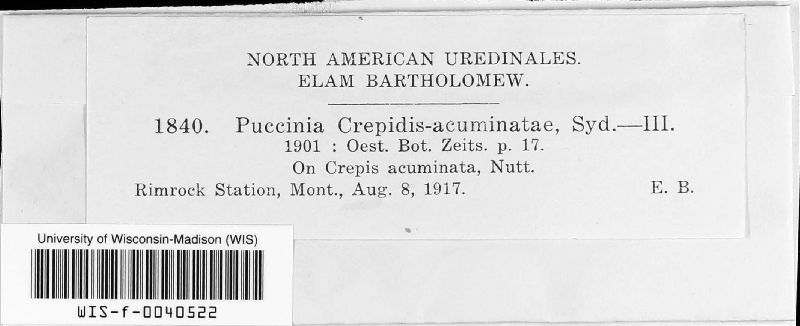 NORTH AMERICAN UREDINALES.
ELAM BARTHOLOMEW.
1840. Puccinia Crepidis-acuminatae, Syd.—III.
1901 : Oest. Bot. Zeits. p. 17.
On Crepis acuminata, Nutt.
Rimrock Station, Mont., Aug. 8, 1917. E. B.
University of Wisconsin-Madison (WIS)
WIS-f-0040522